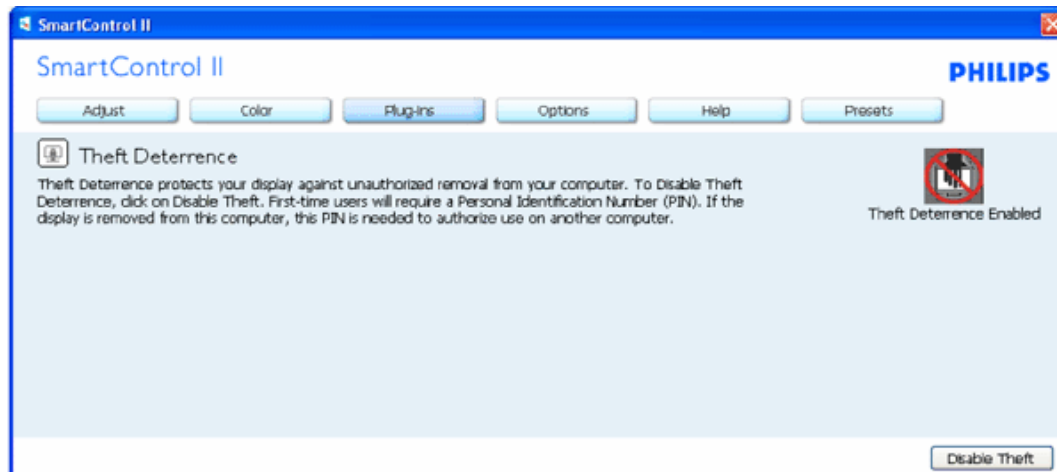 SmartControl II
SmartControl II
PHILIPS
Adjust
Color
Plug-ins
Options
Help
Presets
Theft Deterrence
Theft Deterrence protects your display against unauthorized removal from your computer. To Disable Theft
Deterrence, click on Disable Theft. First-time users will require a Personal Identification Number (PIN). If the
display is removed from this computer, this PIN is needed to authorize use on another computer.
Theft Deterrence Enabled
Disable Theft